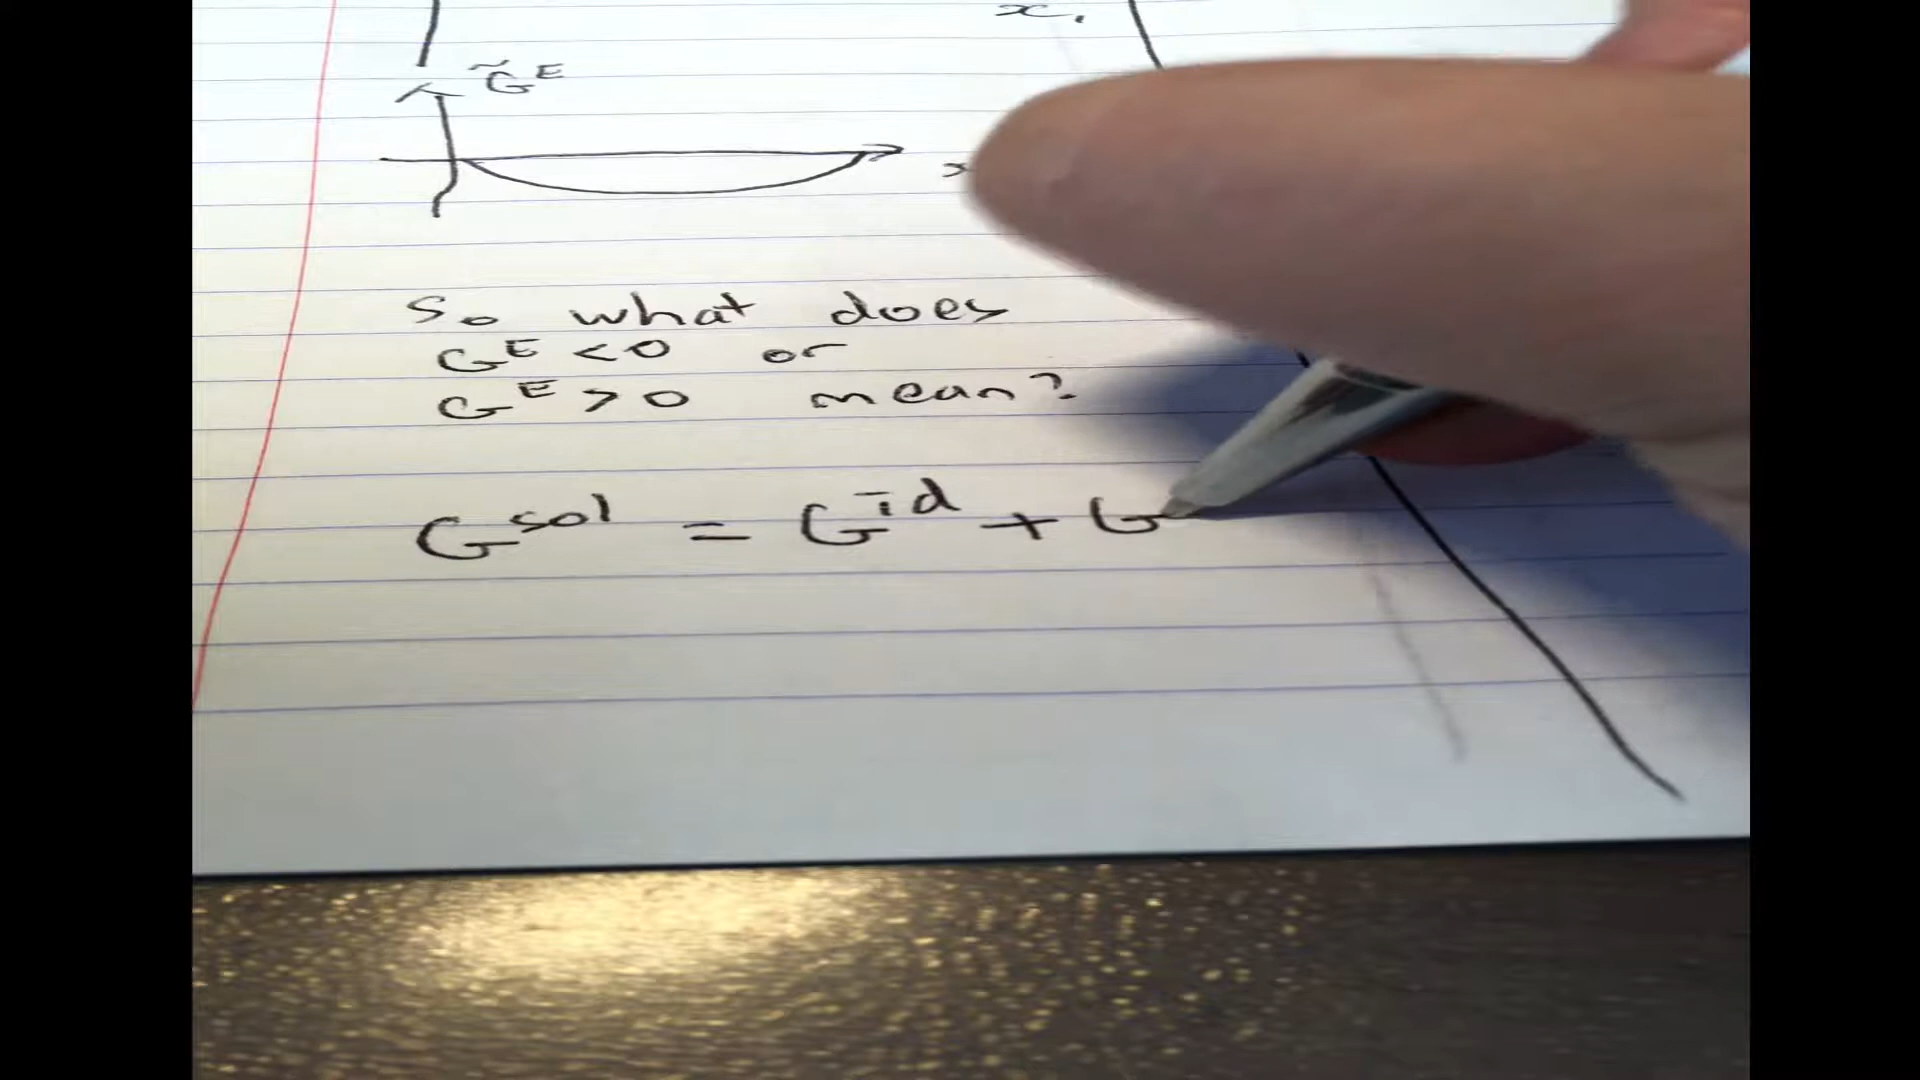 x₁
G̃ᴱ
x
So what does
Gᴱ < 0 or
Gᴱ > 0 mean?
Gˢᵒˡ = Gⁱᵈ + G